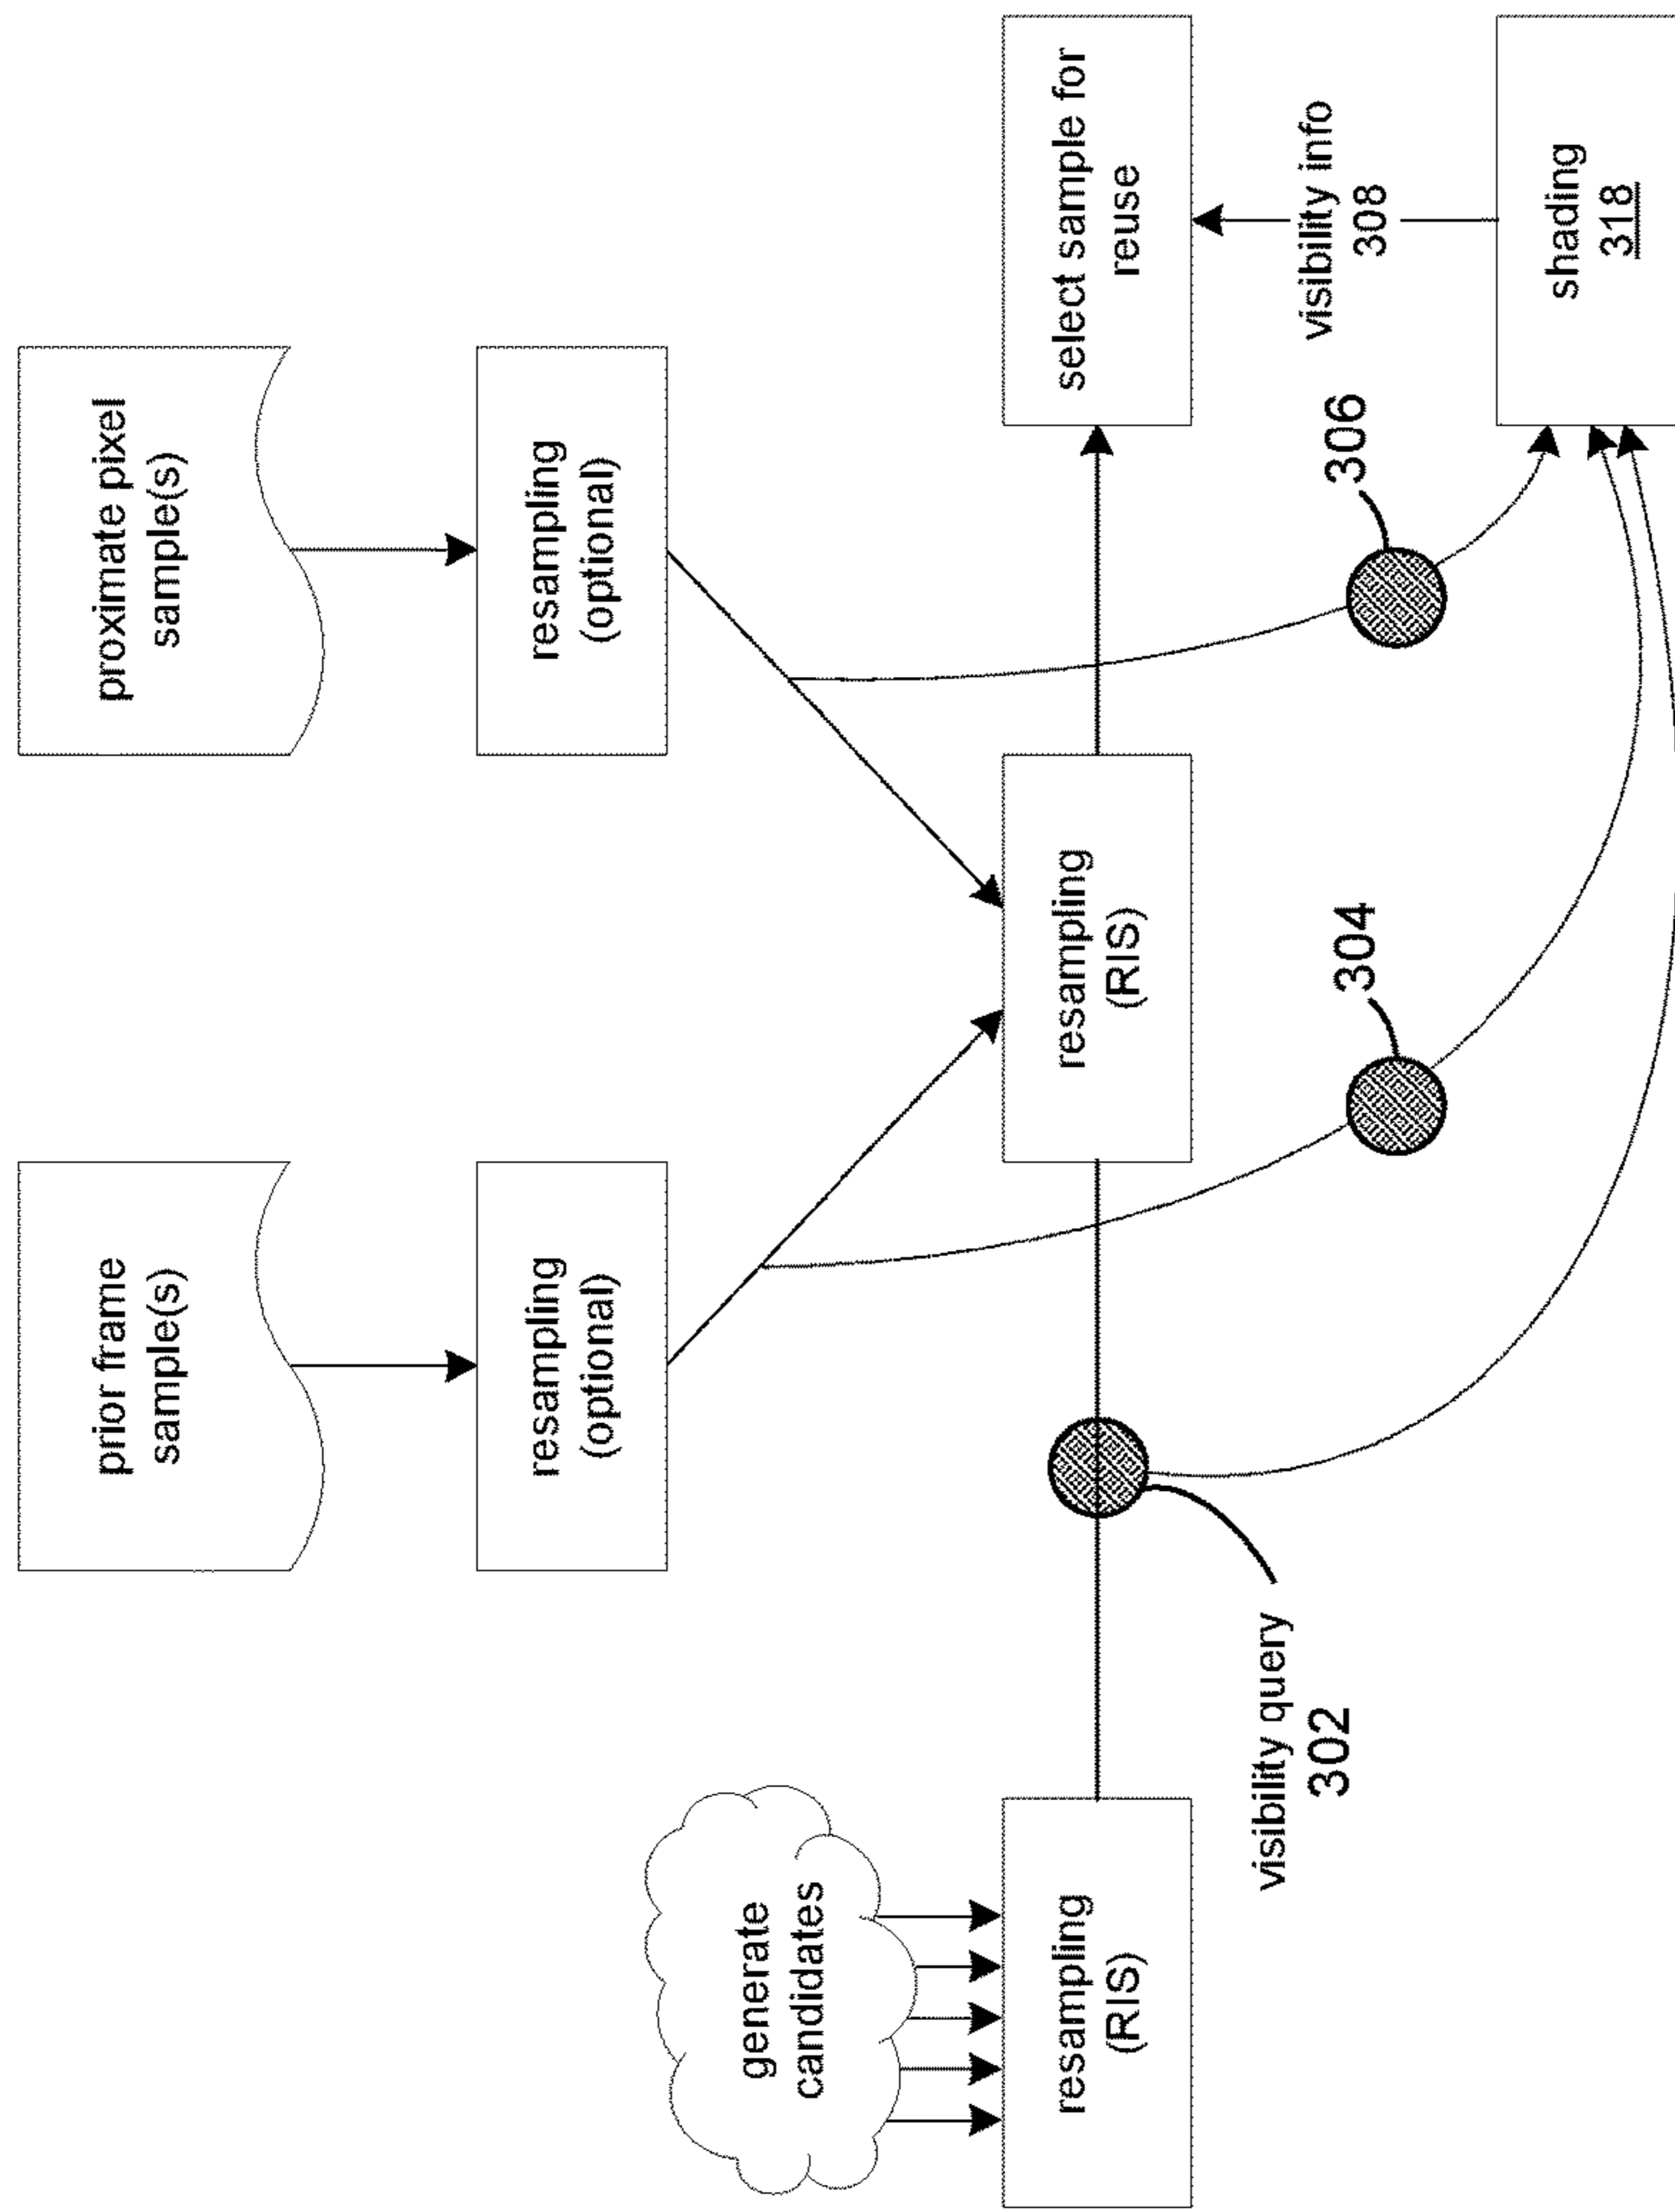 prior frame
sample(s)
proximate pixel
sample(s)
resampling
(optional)
resampling
(optional)
generate
candidates
resampling
(RIS)
resampling
(RIS)
select sample for
reuse
visibility query
302
304
306
visibility info
308
shading
318